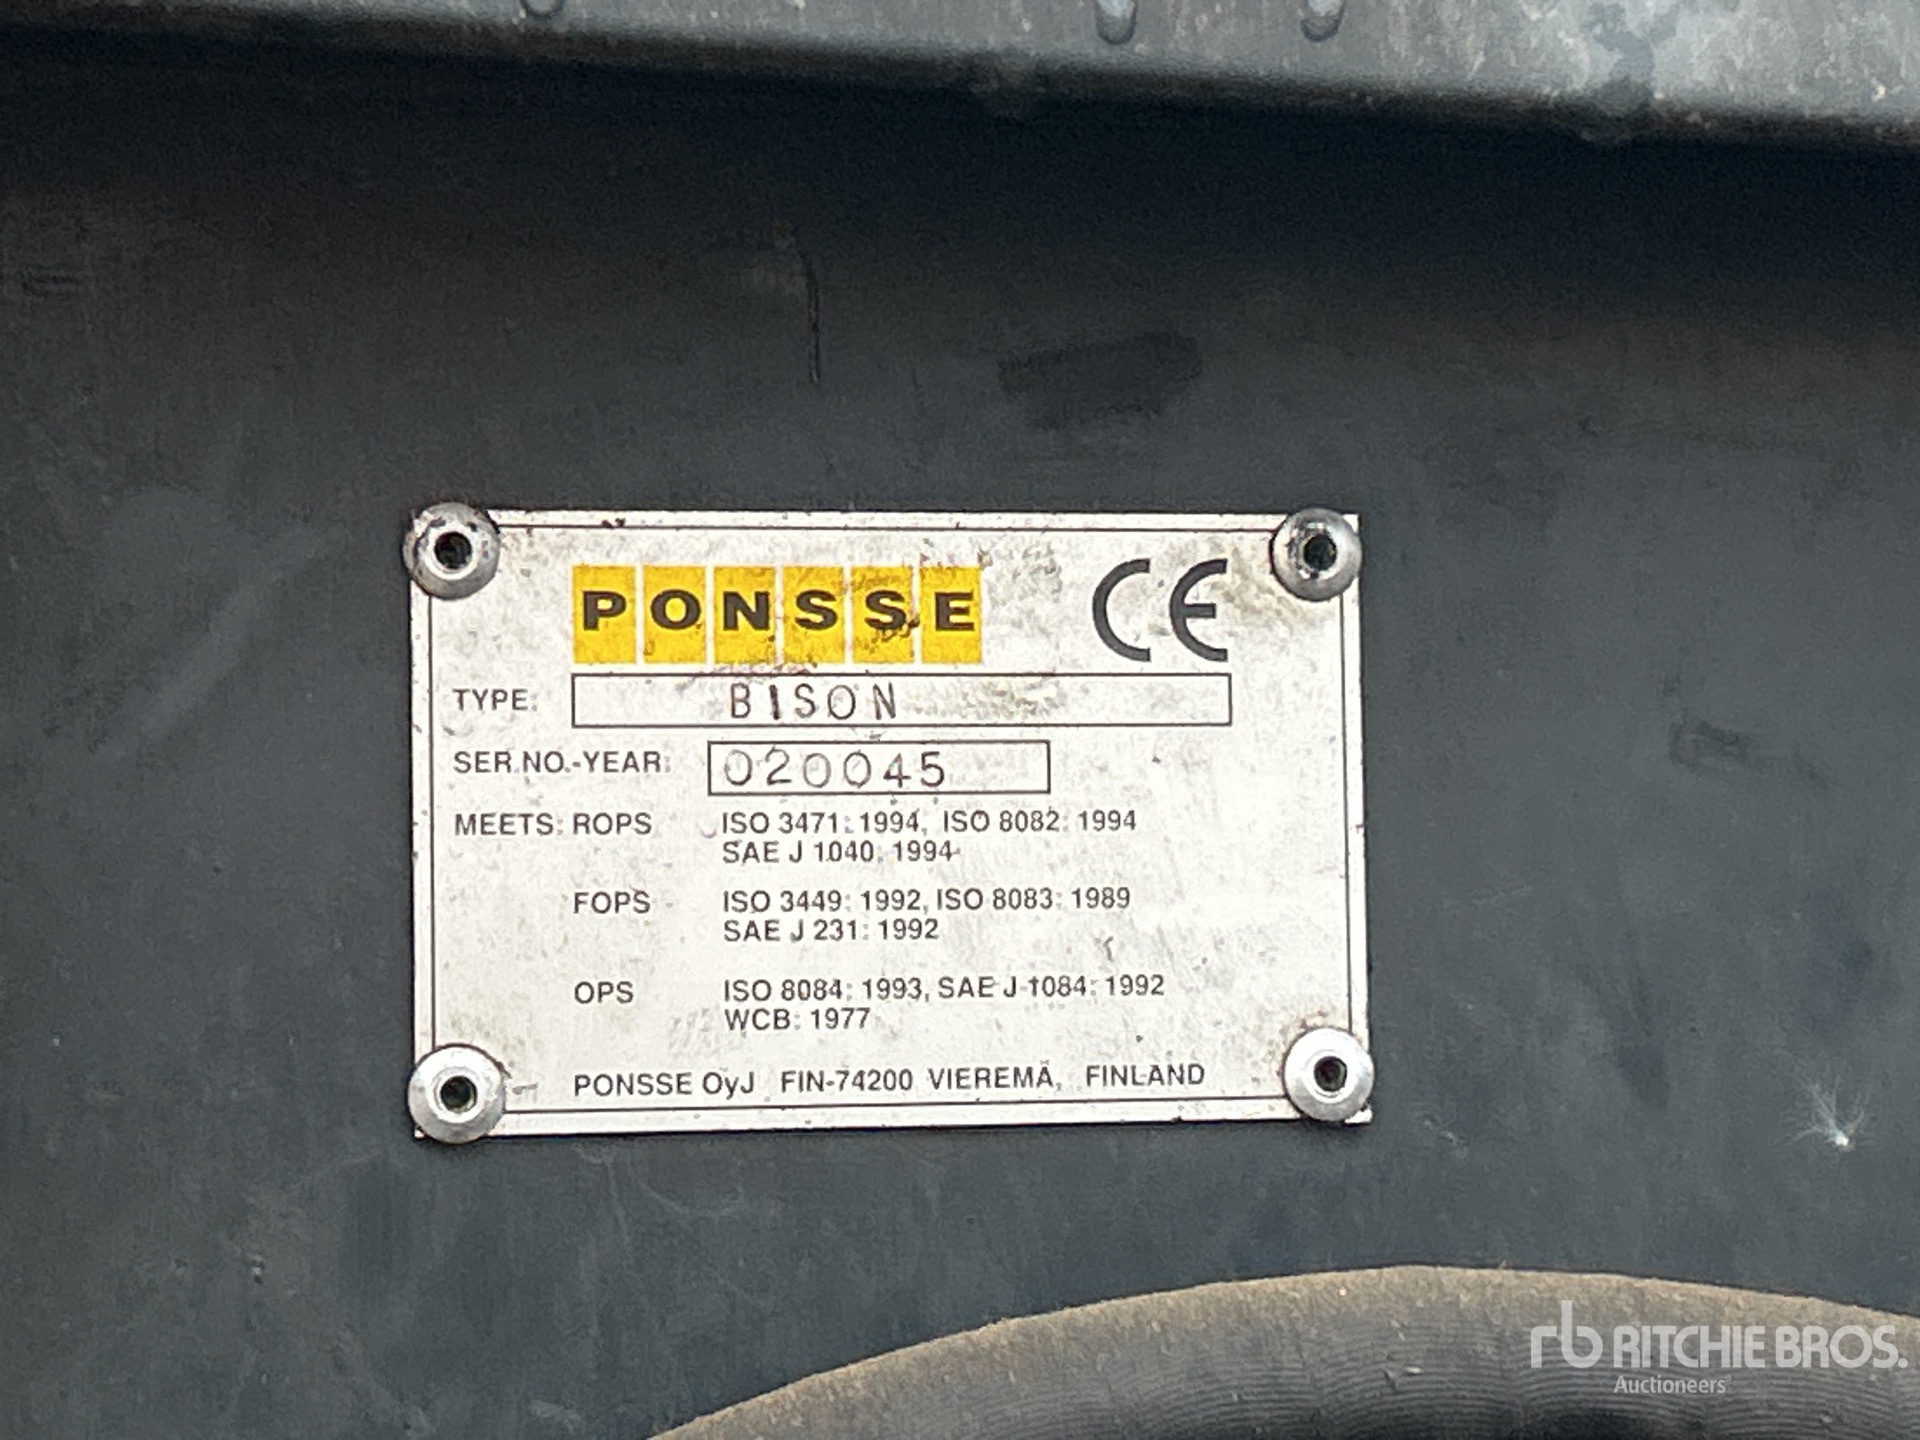 PONSSE CE
TYPE: BISON
SER.NO.-YEAR: 020045
MEETS: ROPS ISO 3471: 1994, ISO 8082: 1994
SAE J 1040: 1994
FOPS ISO 3449: 1992, ISO 8083: 1989
SAE J 231: 1992
OPS ISO 8084: 1993, SAE J 1084: 1992
WCB: 1977
PONSSE OyJ FIN-74200 VIEREMÄ, FINLAND
rb RITCHIE BROS.
Auctioneers